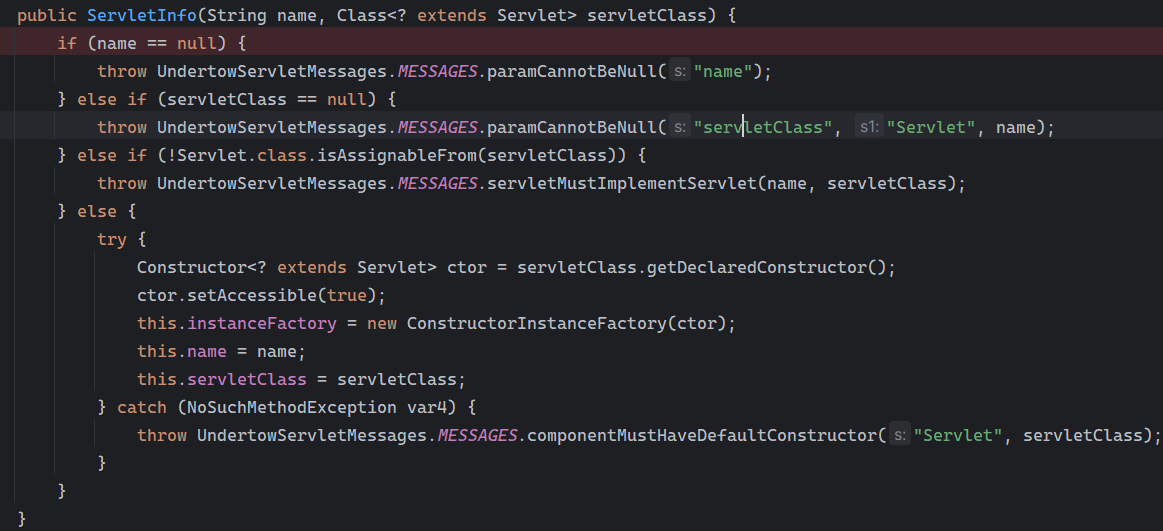 public ServletInfo(String name, Class<? extends Servlet> servletClass) {
    if (name == null) {
        throw UndertowServletMessages.MESSAGES.paramCannotBeNull( s: "name");
    } else if (servletClass == null) {
        throw UndertowServletMessages.MESSAGES.paramCannotBeNull( s: "servletClass", s1: "Servlet", name);
    } else if (!Servlet.class.isAssignableFrom(servletClass)) {
        throw UndertowServletMessages.MESSAGES.servletMustImplementServlet(name, servletClass);
    } else {
        try {
            Constructor<? extends Servlet> ctor = servletClass.getDeclaredConstructor();
            ctor.setAccessible(true);
            this.instanceFactory = new ConstructorInstanceFactory(ctor);
            this.name = name;
            this.servletClass = servletClass;
        } catch (NoSuchMethodException var4) {
            throw UndertowServletMessages.MESSAGES.componentMustHaveDefaultConstructor( s: "Servlet", servletClass);
        }
    }
}